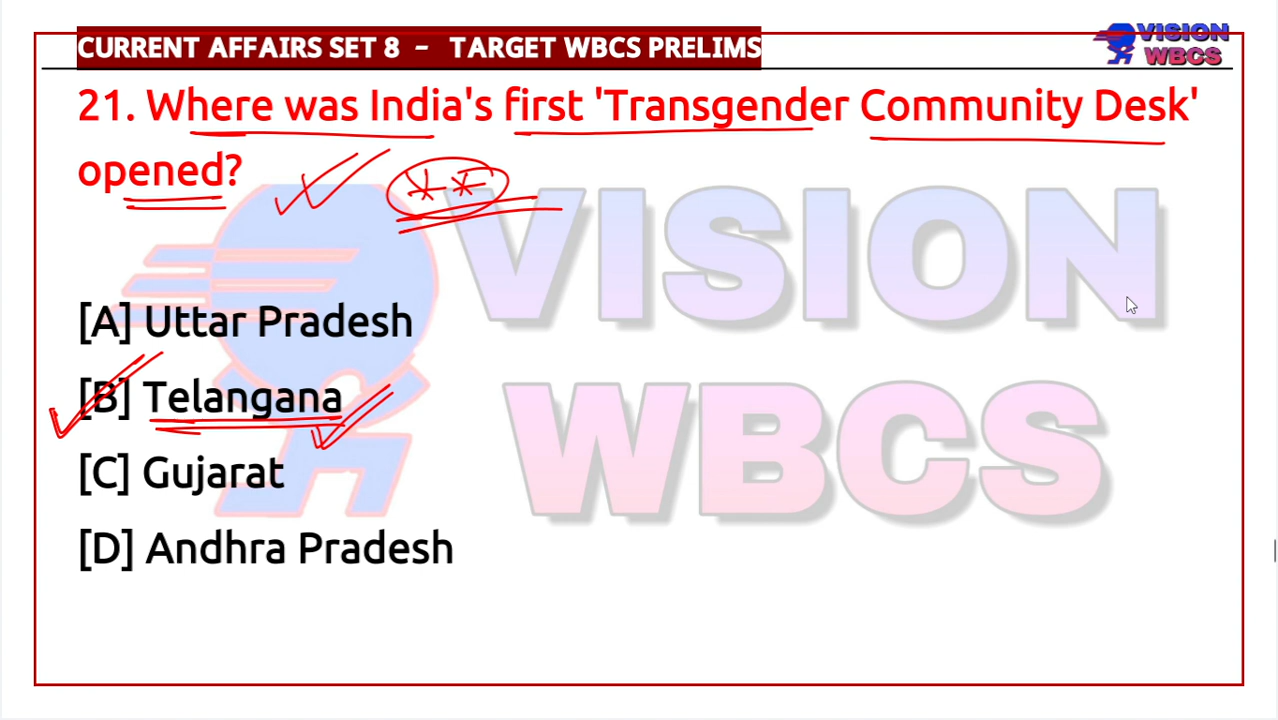 CURRENT AFFAIRS SET 8 - TARGET WBCS PRELIMS
VISION
WBCS
21. Where was India's first 'Transgender Community Desk'
opened?
**
VISION
[A] Uttar Pradesh
[B] Telangana
WBCS
[C] Gujarat
[D] Andhra Pradesh